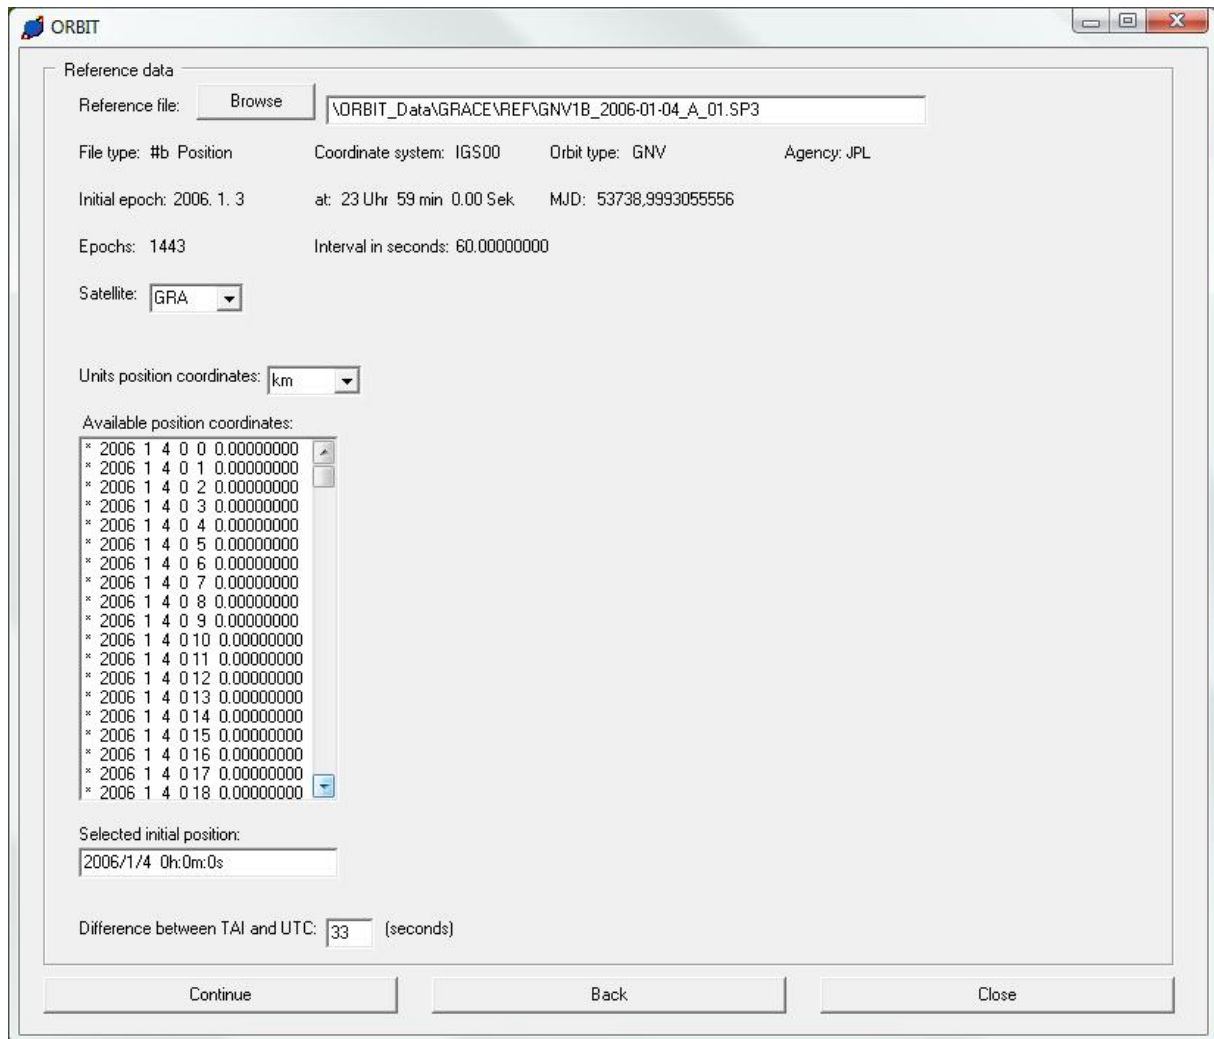 ORBIT
Reference data
Reference file: Browse \ORBIT_Data\GRACE\REF\GNV1B_2006-01-04_A_01.SP3
File type: #b Position Coordinate system: IGS00 Orbit type: GNV Agency: JPL
Initial epoch: 2006. 1. 3 at: 23 Uhr 59 min 0.00 Sek MJD: 53738,9993055556
Epochs: 1443 Interval in seconds: 60.00000000
Satellite: GRA
Units position coordinates: km
Available position coordinates:
* 2006 1 4 0 0 0.00000000
* 2006 1 4 0 1 0.00000000
* 2006 1 4 0 2 0.00000000
* 2006 1 4 0 3 0.00000000
* 2006 1 4 0 4 0.00000000
* 2006 1 4 0 5 0.00000000
* 2006 1 4 0 6 0.00000000
* 2006 1 4 0 7 0.00000000
* 2006 1 4 0 8 0.00000000
* 2006 1 4 0 9 0.00000000
* 2006 1 4 0 10 0.00000000
* 2006 1 4 0 11 0.00000000
* 2006 1 4 0 12 0.00000000
* 2006 1 4 0 13 0.00000000
* 2006 1 4 0 14 0.00000000
* 2006 1 4 0 15 0.00000000
* 2006 1 4 0 16 0.00000000
* 2006 1 4 0 17 0.00000000
* 2006 1 4 0 18 0.00000000
Selected initial position:
2006/1/4 0h:0m:0s
Difference between TAI and UTC: 33 (seconds)
Continue Back Close